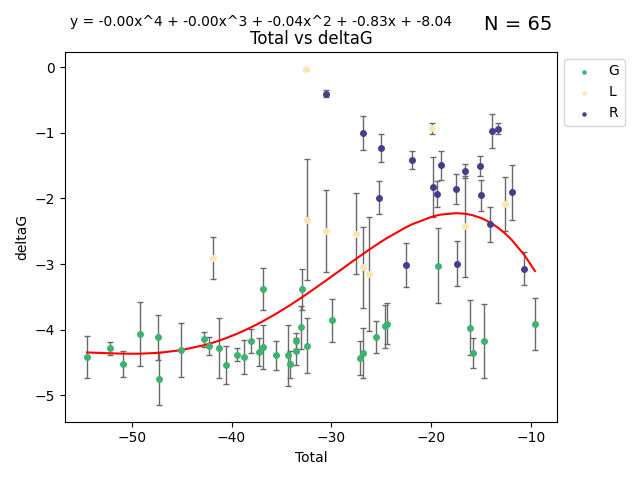 y = -0.00x^4 + -0.00x^3 + -0.04x^2 + -0.83x + -8.04
N = 65
Total vs deltaG
G
L
R
deltaG
0
−1
−2
−3
−4
−5
−50
−40
−30
−20
−10
Total